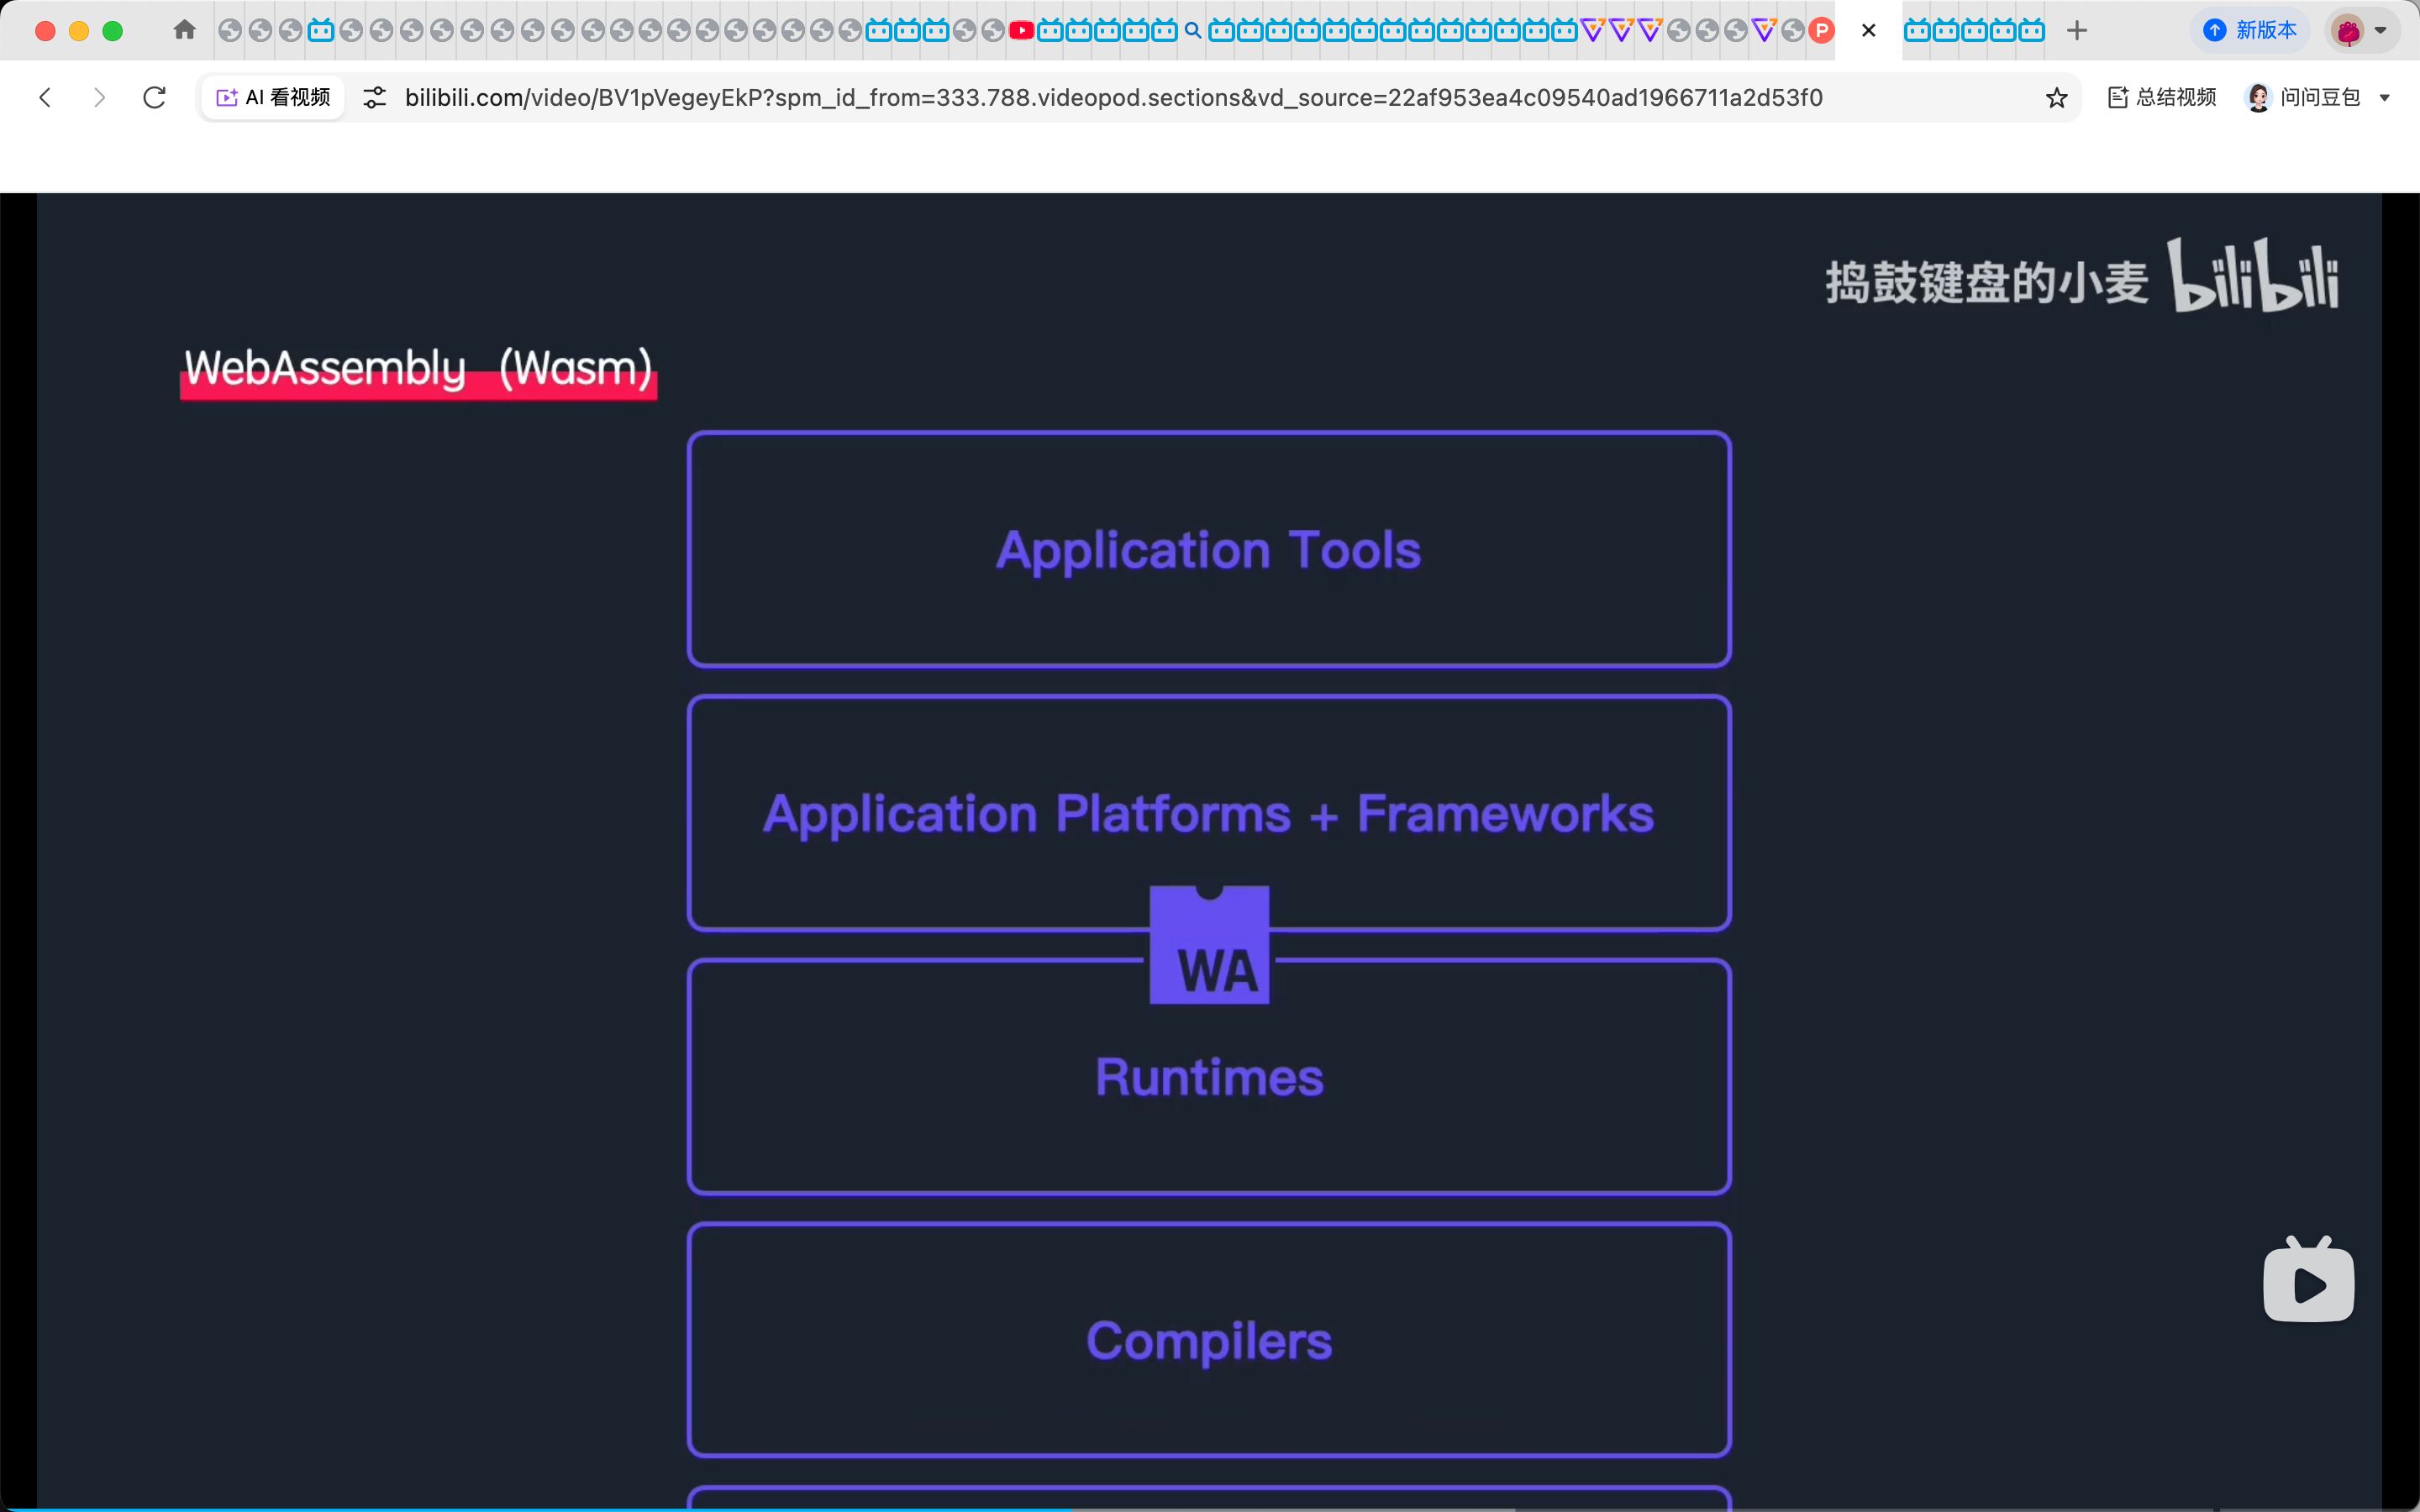 新版本
AI 看视频
bilibili.com/video/BV1pVegeyEkP?spm_id_from=333.788.videopod.sections&vd_source=22af953ea4c09540ad1966711a2d53f0
总结视频
问问豆包
捣鼓键盘的小麦 bilibili
WebAssembly (Wasm)
Application Tools
Application Platforms + Frameworks
WA
Runtimes
Compilers